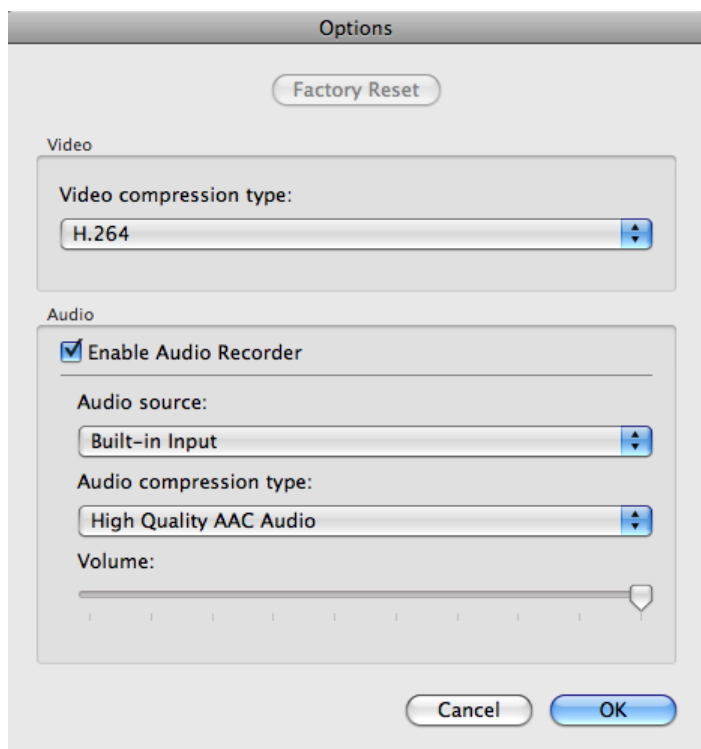 Options
Factory Reset
Video
Video compression type:
H.264
Audio
Enable Audio Recorder
Audio source:
Built-in Input
Audio compression type:
High Quality AAC Audio
Volume:
Cancel
OK